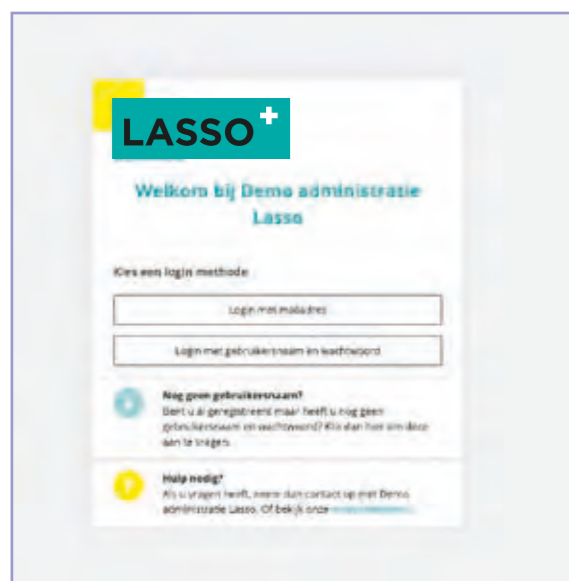 LASSO+
Welkom bij Demo administratie
Lasso
Kies een login methode
Login met mailadres
Login met gebruikersnaam en wachtwoord
Nog geen gebruikersnaam?
Bent u al geregistreerd maar heeft u nog geen
gebruikersnaam en wachtwoord? Klik dan hier om deze
aan te vragen.
Hulp nodig?
Als u vragen heeft, neem dan contact op met Demo
administratie Lasso. Of bekijk onze